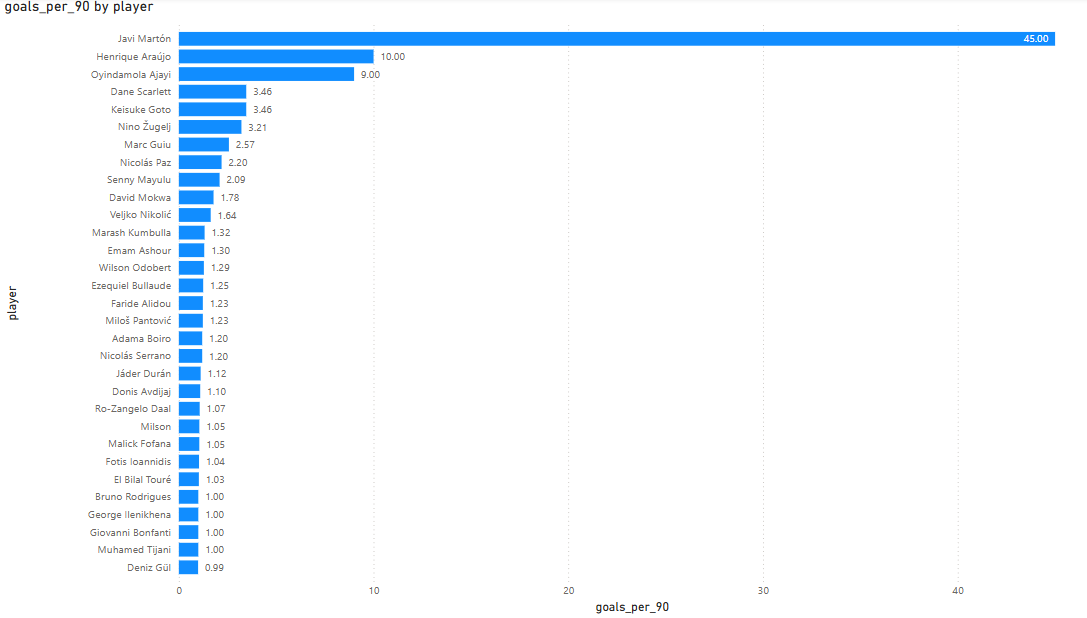 goals_per_90 by player
player
Javi Martón 45.00
Henrique Araújo 10.00
Oyindamola Ajayi 9.00
Dane Scarlett 3.46
Keisuke Goto 3.46
Nino Žugelj 3.21
Marc Guiu 2.57
Nicolás Paz 2.20
Senny Mayulu 2.09
David Mokwa 1.78
Veljko Nikolić 1.64
Marash Kumbulla 1.32
Emam Ashour 1.30
Wilson Odobert 1.29
Ezequiel Bullaude 1.25
Faride Alidou 1.23
Miloš Pantović 1.23
Adama Boiro 1.20
Nicolás Serrano 1.20
Jáder Durán 1.12
Donis Avdijaj 1.10
Ro-Zangelo Daal 1.07
Milson 1.05
Malick Fofana 1.05
Fotis Ioannidis 1.04
El Bilal Touré 1.03
Bruno Rodrigues 1.00
George Ilenikhena 1.00
Giovanni Bonfanti 1.00
Muhamed Tijani 1.00
Deniz Gül 0.99
0 10 20 30 40
goals_per_90